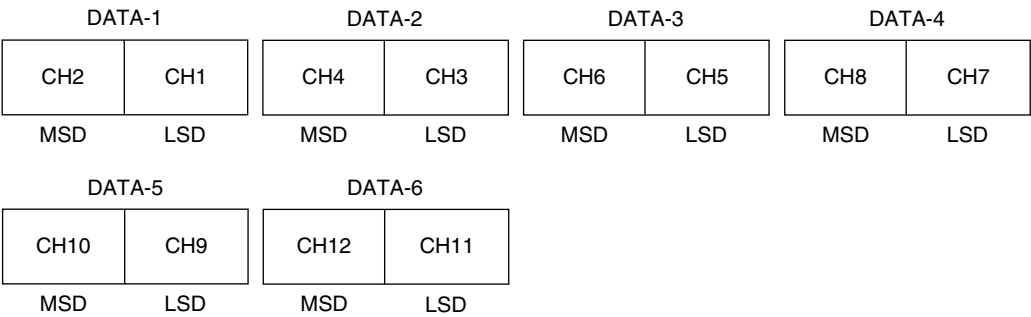 DATA-1 DATA-2 DATA-3 DATA-4
CH2 CH1 CH4 CH3 CH6 CH5 CH8 CH7
MSD LSD MSD LSD MSD LSD MSD LSD
DATA-5 DATA-6
CH10 CH9 CH12 CH11
MSD LSD MSD LSD